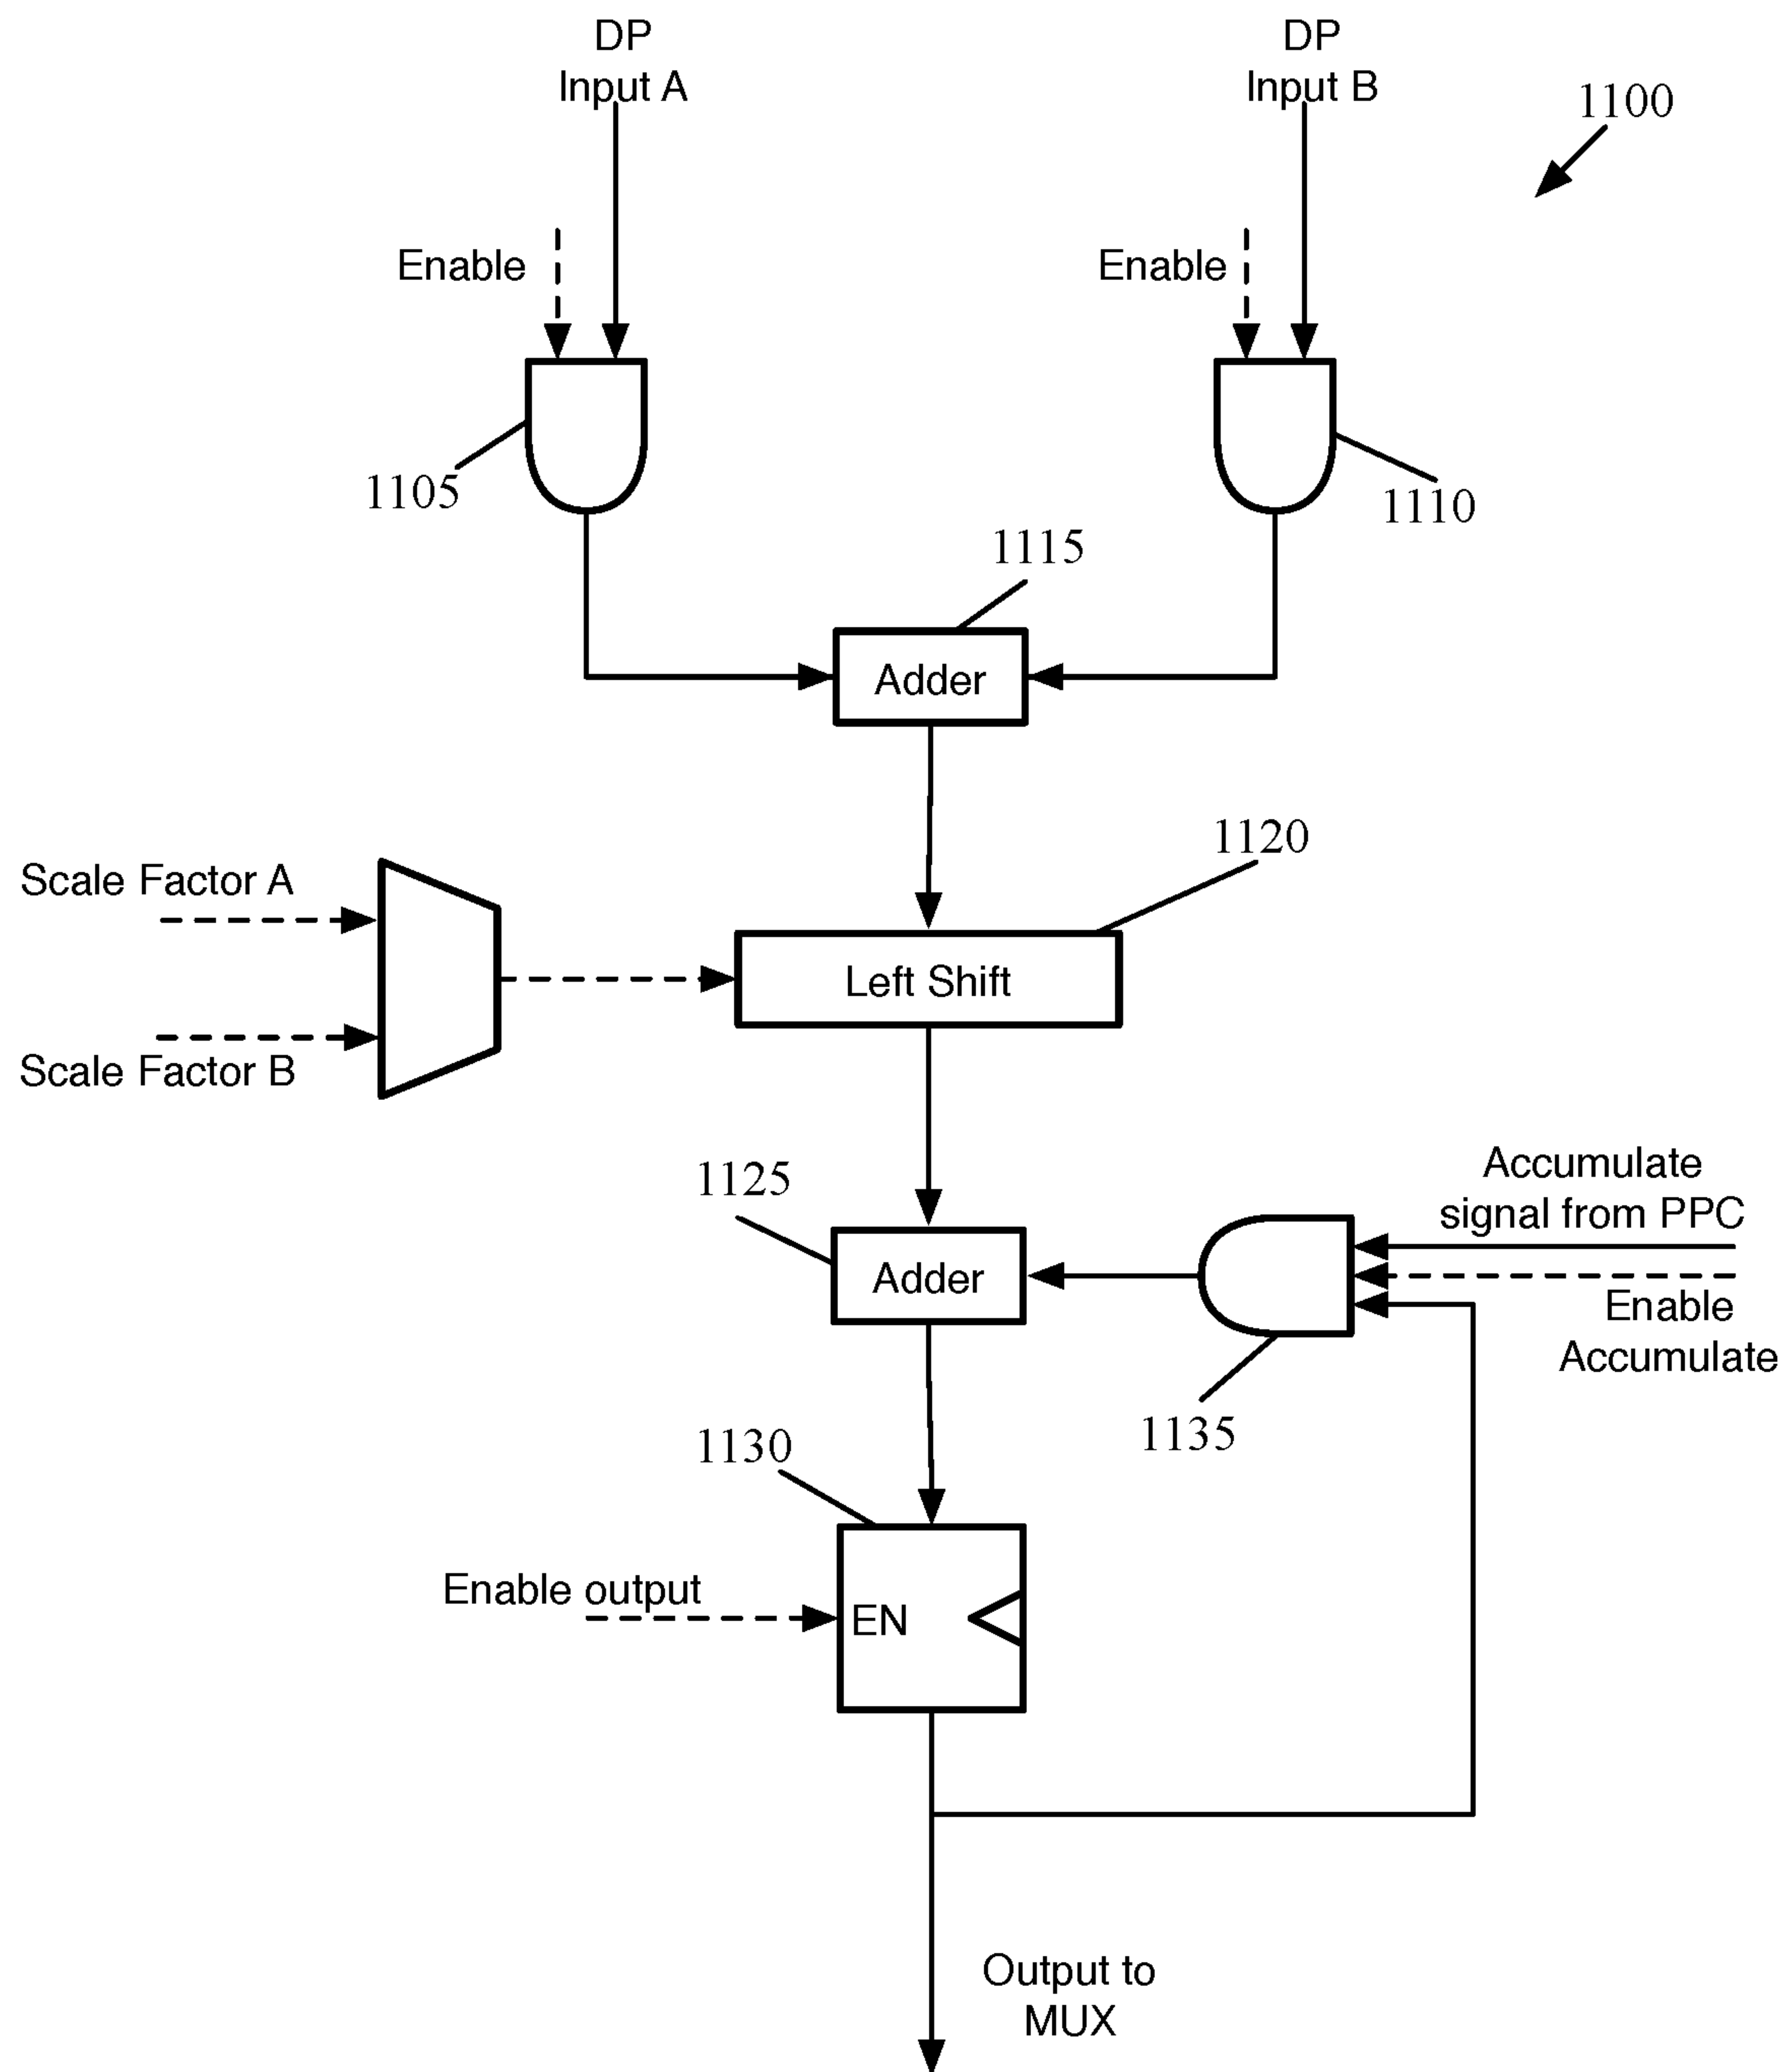 DP
Input A
DP
Input B
1100
Enable
Enable
1105
1110
1115
Adder
1120
Scale Factor A
Left Shift
Scale Factor B
Accumulate
signal from PPC
1125
Adder
Enable
Accumulate
1135
1130
Enable output
EN
Output to
MUX